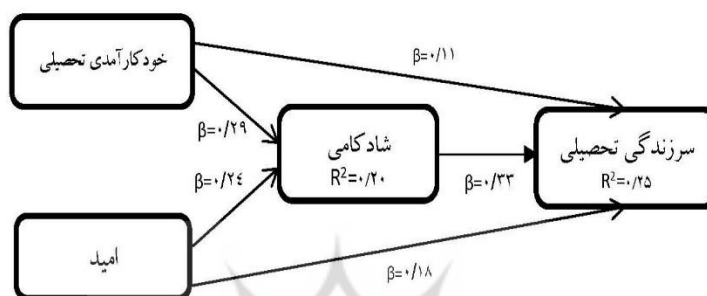 خودکارآمدی تحصیلی
β=۰/۱۱
β=۰/۲۹
شادکامی
R²=۰/۲۰
β=۰/۳۳
سرزندگی تحصیلی
R²=۰/۲۵
β=۰/۲٤
امید
β=۰/۱۸